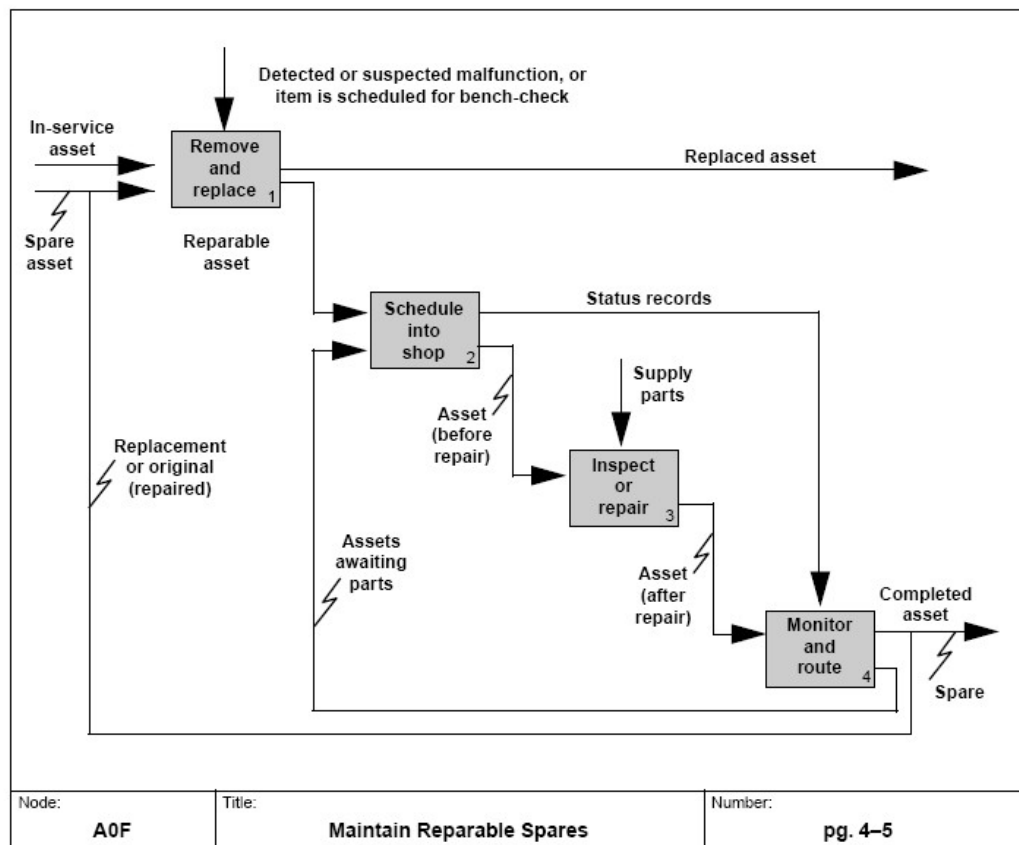 Detected or suspected malfunction, or
item is scheduled for bench-check
In-service
asset
Remove
and
replace
1
Replaced asset
Spare
asset
Reparable
asset
Schedule
into
shop
2
Status records
Supply
parts
Asset
(before
repair)
Inspect
or
repair
3
Replacement
or original
(repaired)
Assets
awaiting
parts
Asset
(after
repair)
Monitor
and
route
4
Completed
asset
Spare
Node:
A0F
Title:
Maintain Reparable Spares
Number:
pg. 4–5